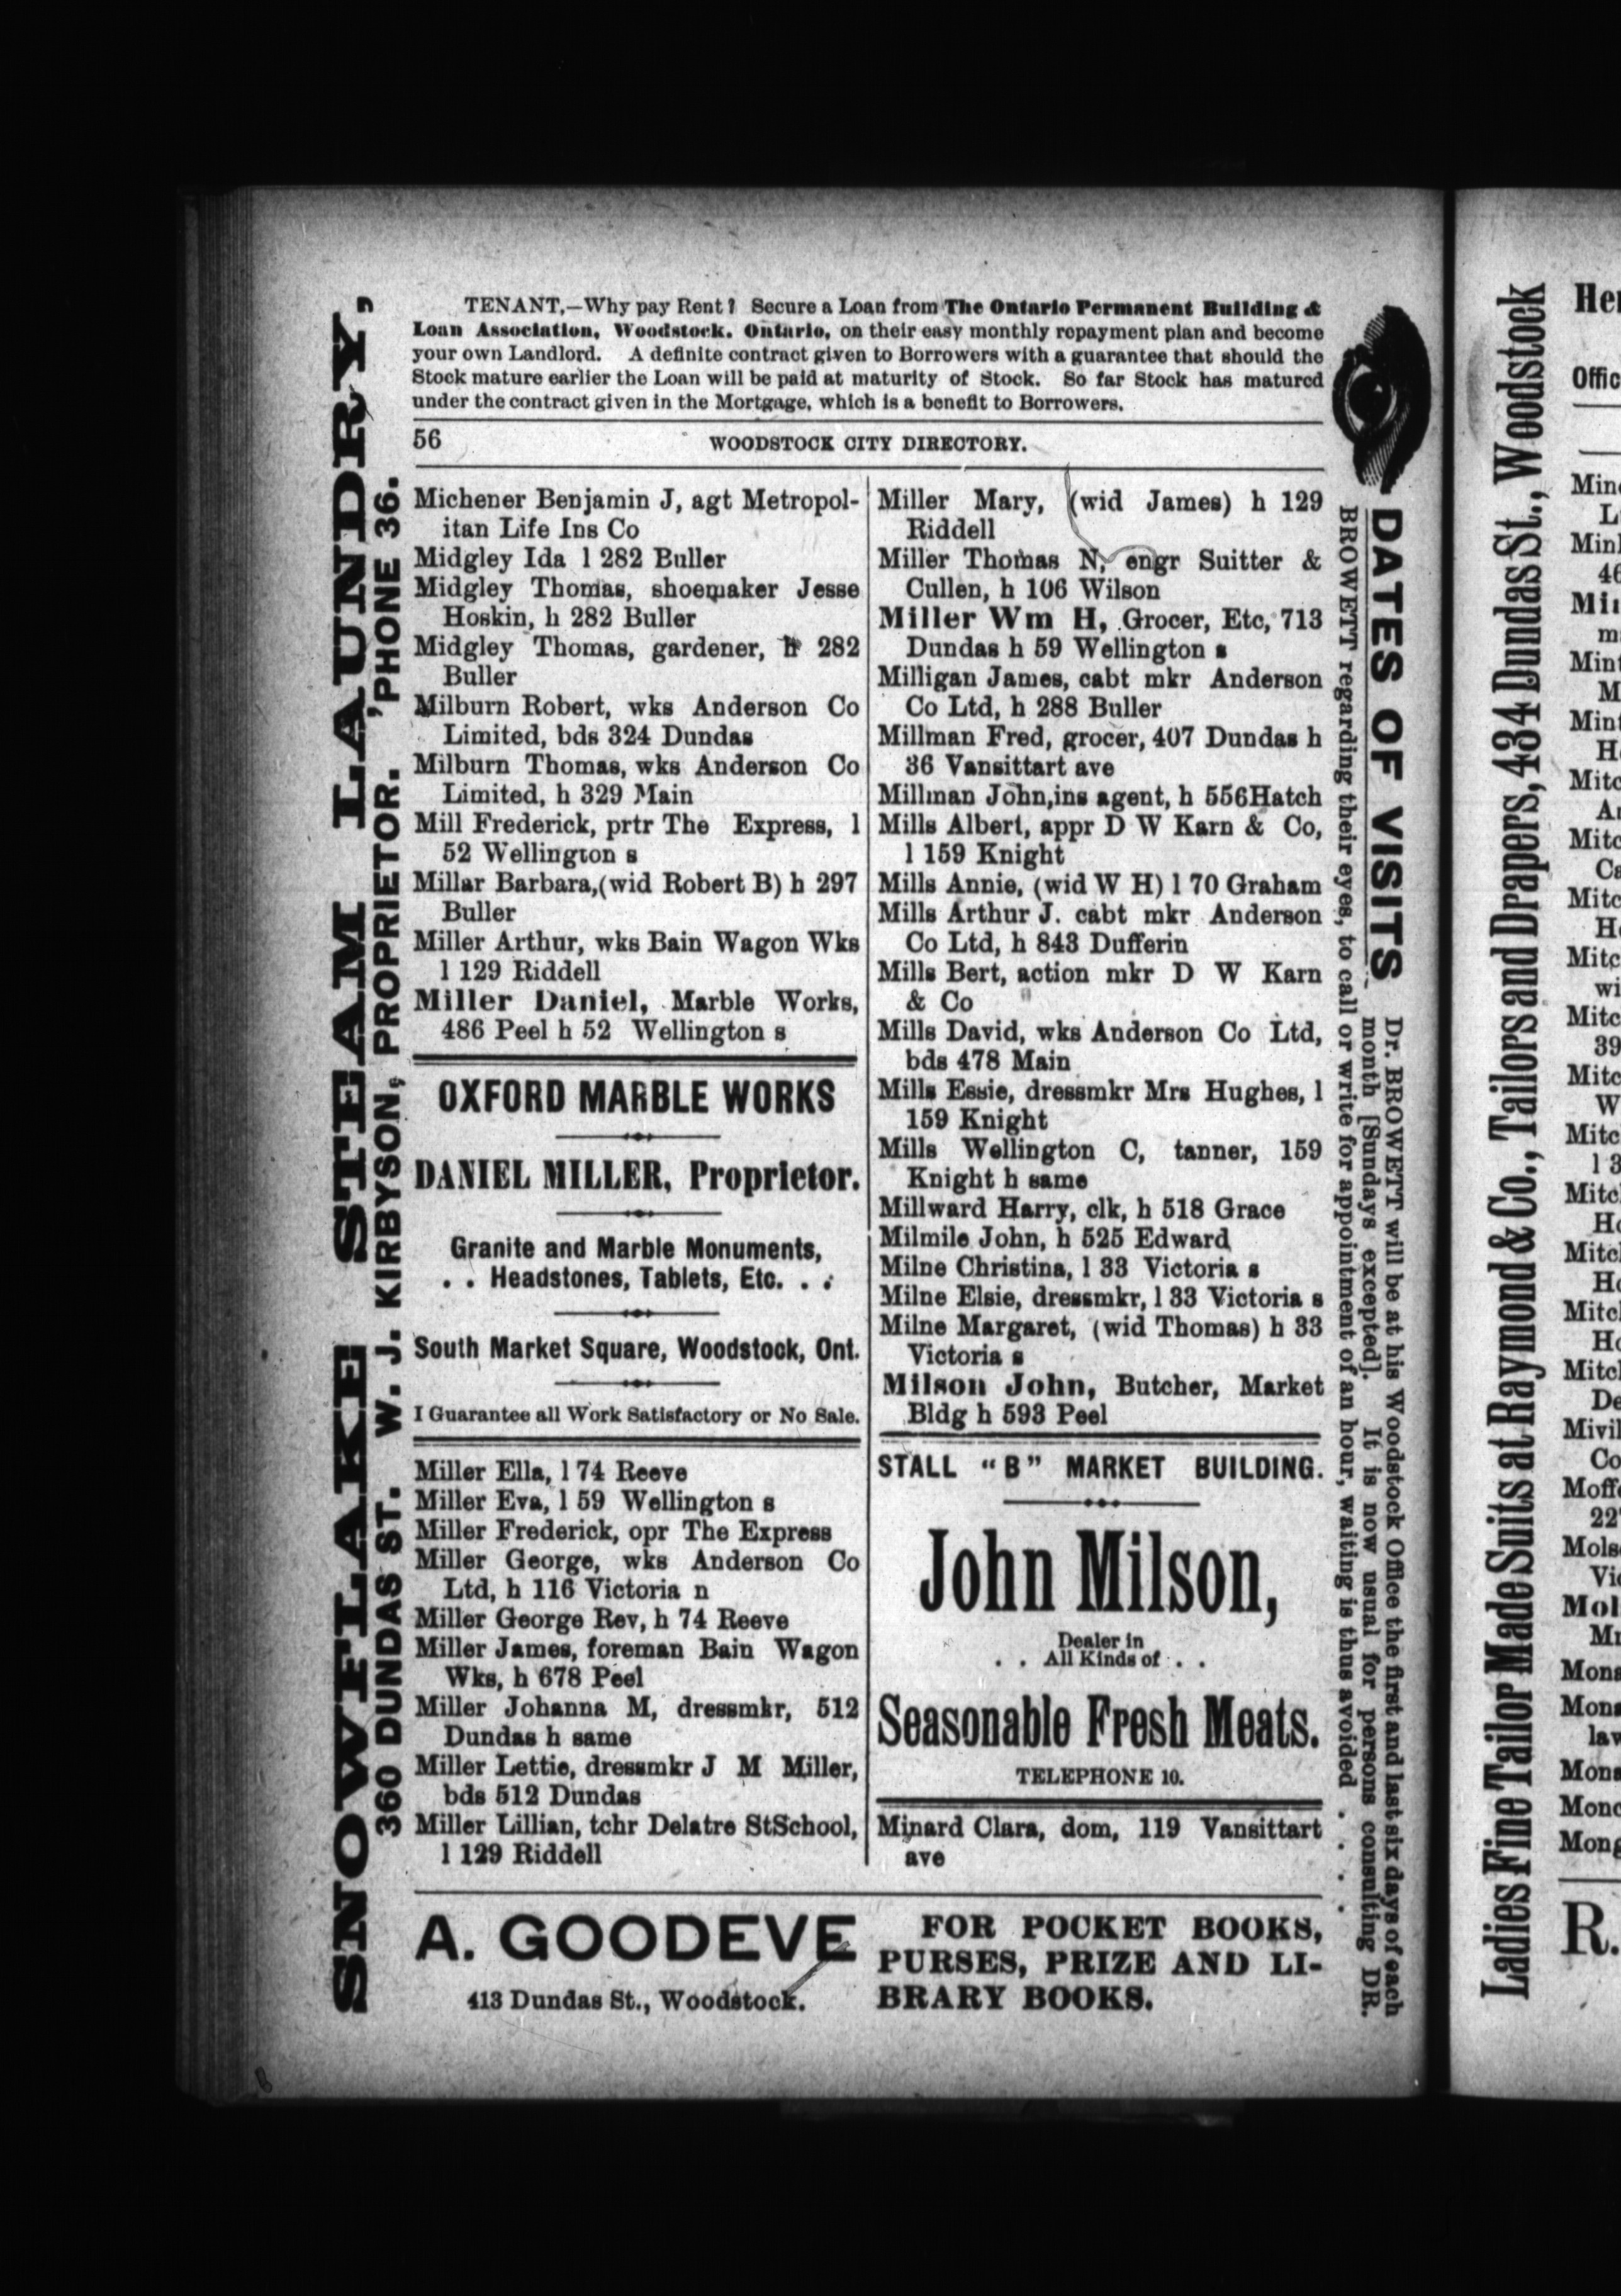 TENANT,—Why pay Rent? Secure a Loan from The Ontario Permanent Building &
Loan Association, Woodstock. Ontario, on their easy monthly repayment plan and become
your own Landlord. A definite contract given to Borrowers with a guarantee that should the
Stock mature earlier the Loan will be paid at maturity of Stock. So far Stock has matured
under the contract given in the Mortgage, which is a benefit to Borrowers.
56 WOODSTOCK CITY DIRECTORY.
Michener Benjamin J, agt Metropol-
itan Life Ins Co
Midgley Ida l 282 Buller
Midgley Thomas, shoemaker Jesse
Hoskin, h 282 Buller
Midgley Thomas, gardener, h 282
Buller
Milburn Robert, wks Anderson Co
Limited, bds 324 Dundas
Milburn Thomas, wks Anderson Co
Limited, h 329 Main
Mill Frederick, prtr The Express, l
52 Wellington s
Millar Barbara,(wid Robert B) h 297
Buller
Miller Arthur, wks Bain Wagon Wks
l 129 Riddell
Miller Daniel, Marble Works,
486 Peel h 52 Wellington s
OXFORD MARBLE WORKS
DANIEL MILLER, Proprietor.
Granite and Marble Monuments,
. . Headstones, Tablets, Etc. . .
South Market Square, Woodstock, Ont.
I Guarantee all Work Satisfactory or No Sale.
Miller Ella, l 74 Reeve
Miller Eva, l 59 Wellington s
Miller Frederick, opr The Express
Miller George, wks Anderson Co
Ltd, h 116 Victoria n
Miller George Rev, h 74 Reeve
Miller James, foreman Bain Wagon
Wks, h 678 Peel
Miller Johanna M, dressmkr, 512
Dundas h same
Miller Lettie, dressmkr J M Miller,
bds 512 Dundas
Miller Lillian, tchr Delatre StSchool,
l 129 Riddell
Miller Mary, (wid James) h 129
Riddell
Miller Thomas N, engr Suitter &
Cullen, h 106 Wilson
Miller Wm H, Grocer, Etc, 713
Dundas h 59 Wellington s
Milligan James, cabt mkr Anderson
Co Ltd, h 288 Buller
Millman Fred, grocer, 407 Dundas h
36 Vansittart ave
Millman John,ins agent, h 556Hatch
Mills Albert, appr D W Karn & Co,
l 159 Knight
Mills Annie, (wid W H) l 70 Graham
Mills Arthur J. cabt mkr Anderson
Co Ltd, h 843 Dufferin
Mills Bert, action mkr D W Karn
& Co
Mills David, wks Anderson Co Ltd,
bds 478 Main
Mills Essie, dressmkr Mrs Hughes, l
159 Knight
Mills Wellington C, tanner, 159
Knight h same
Millward Harry, clk, h 518 Grace
Milmile John, h 525 Edward
Milne Christina, l 33 Victoria s
Milne Elsie, dressmkr, l 33 Victoria s
Milne Margaret, (wid Thomas) h 33
Victoria s
Milson John, Butcher, Market
Bldg h 593 Peel
STALL "B" MARKET BUILDING.
John Milson,
Dealer in
. . All Kinds of . .
Seasonable Fresh Meats.
TELEPHONE 10.
Minard Clara, dom, 119 Vansittart
ave
A. GOODEVE
413 Dundas St., Woodstock.
FOR POCKET BOOKS,
PURSES, PRIZE AND LI-
BRARY BOOKS.
SNOWFLAKE STEAM LAUNDRY,
360 DUNDAS ST. W. J. KIRBYSON, PROPRIETOR. 'PHONE 36.
DATES OF VISITS
Dr. BROWETT will be at his Woodstock Office the first and last six days of each
month [Sundays excepted]. It is now usual for persons consulting DR.
BROWETT regarding their eyes, to call or write for appointment of an hour, waiting is thus avoided . . . .
Ladies Fine Tailor Made Suits at Raymond & Co., Tailors and Drapers, 434 Dundas St., Woodstock